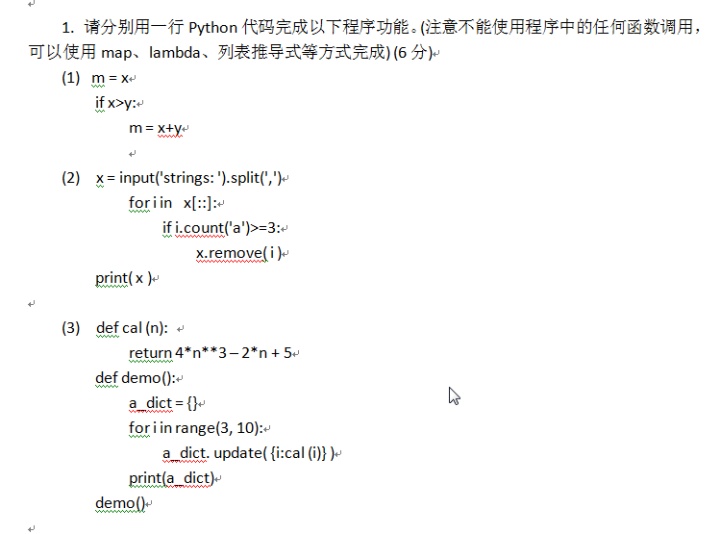 1. 请分别用一行 Python 代码完成以下程序功能。(注意不能使用程序中的任何函数调用，
可以使用 map、lambda、列表推导式等方式完成) (6 分)
(1) m = x
if x>y:
m = x+y
(2) x = input('strings: ').split(',')
for i in x[::]:
if i.count('a')>=3:
x.remove( i )
print( x )
(3) def cal (n):
return 4*n**3 – 2*n + 5
def demo():
a_dict = {}
for i in range(3, 10):
a_dict. update( {i:cal (i)} )
print(a_dict)
demo()